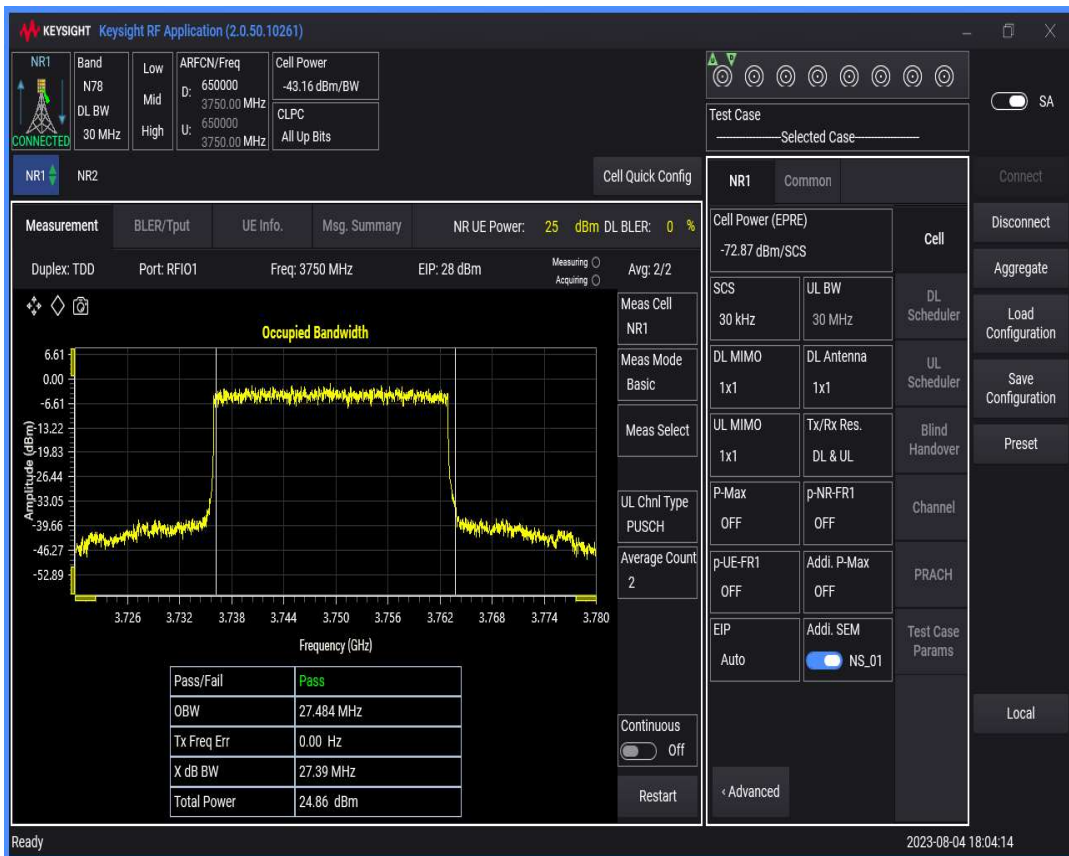 KEYSIGHT Keysight RF Application (2.0.50.10261)
NR1
CONNECTED
Band
N78
DL BW
30 MHz
Low
Mid
High
ARFCN/Freq
D: 650000
3750.00 MHz
U: 650000
3750.00 MHz
Cell Power
-43.16 dBm/BW
CLPC
All Up Bits
Test Case
--------Selected Case--------
SA
NR1 NR2 Cell Quick Config
Measurement BLER/Tput UE Info. Msg. Summary NR UE Power: 25 dBm DL BLER: 0 %
Duplex: TDD Port: RFIO1 Freq: 3750 MHz EIP: 28 dBm Measuring Acquiring Avg: 2/2
Occupied Bandwidth
Amplitude (dBm)
6.61
0.00
-6.61
-13.22
-19.83
-26.44
-33.05
-39.66
-46.27
-52.89
3.726 3.732 3.738 3.744 3.750 3.756 3.762 3.768 3.774 3.780
Frequency (GHz)
Pass/Fail Pass
OBW 27.484 MHz
Tx Freq Err 0.00 Hz
X dB BW 27.39 MHz
Total Power 24.86 dBm
Meas Cell
NR1
Meas Mode
Basic
Meas Select
UL Chnl Type
PUSCH
Average Count
2
Continuous
Off
Restart
NR1 Common
Cell Power (EPRE)
-72.87 dBm/SCS
SCS
30 kHz
UL BW
30 MHz
DL MIMO
1x1
DL Antenna
1x1
UL MIMO
1x1
Tx/Rx Res.
DL & UL
P-Max
OFF
p-NR-FR1
OFF
p-UE-FR1
OFF
Addi. P-Max
OFF
EIP
Auto
Addi. SEM
NS_01
‹ Advanced
Cell
DL
Scheduler
UL
Scheduler
Blind
Handover
Channel
PRACH
Test Case
Params
Connect
Disconnect
Aggregate
Load
Configuration
Save
Configuration
Preset
Local
Ready 2023-08-04 18:04:14